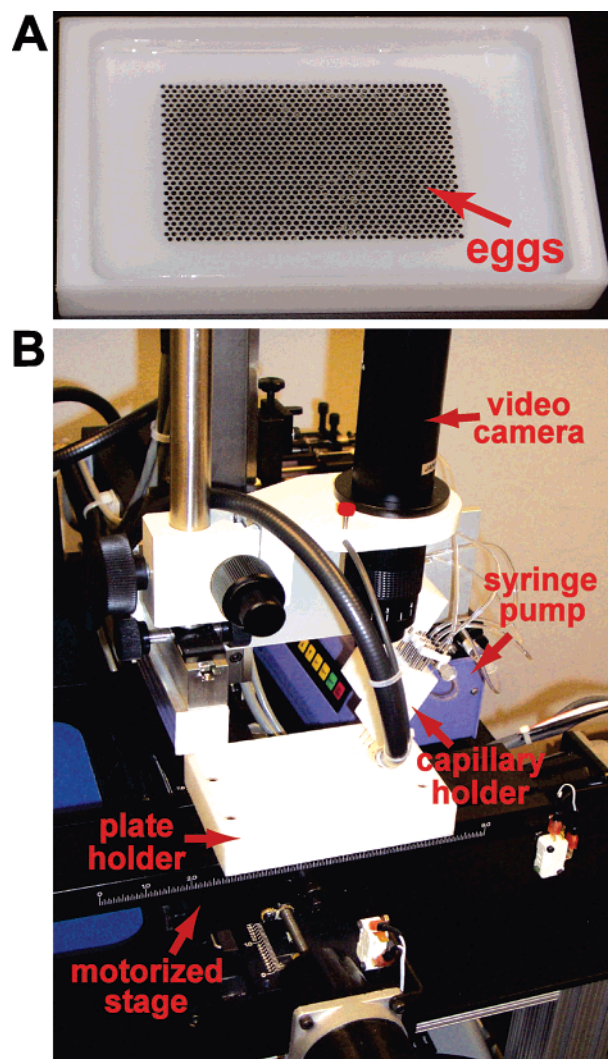 A
eggs
B
video
camera
syringe
pump
capillary
holder
plate
holder
motorized
stage